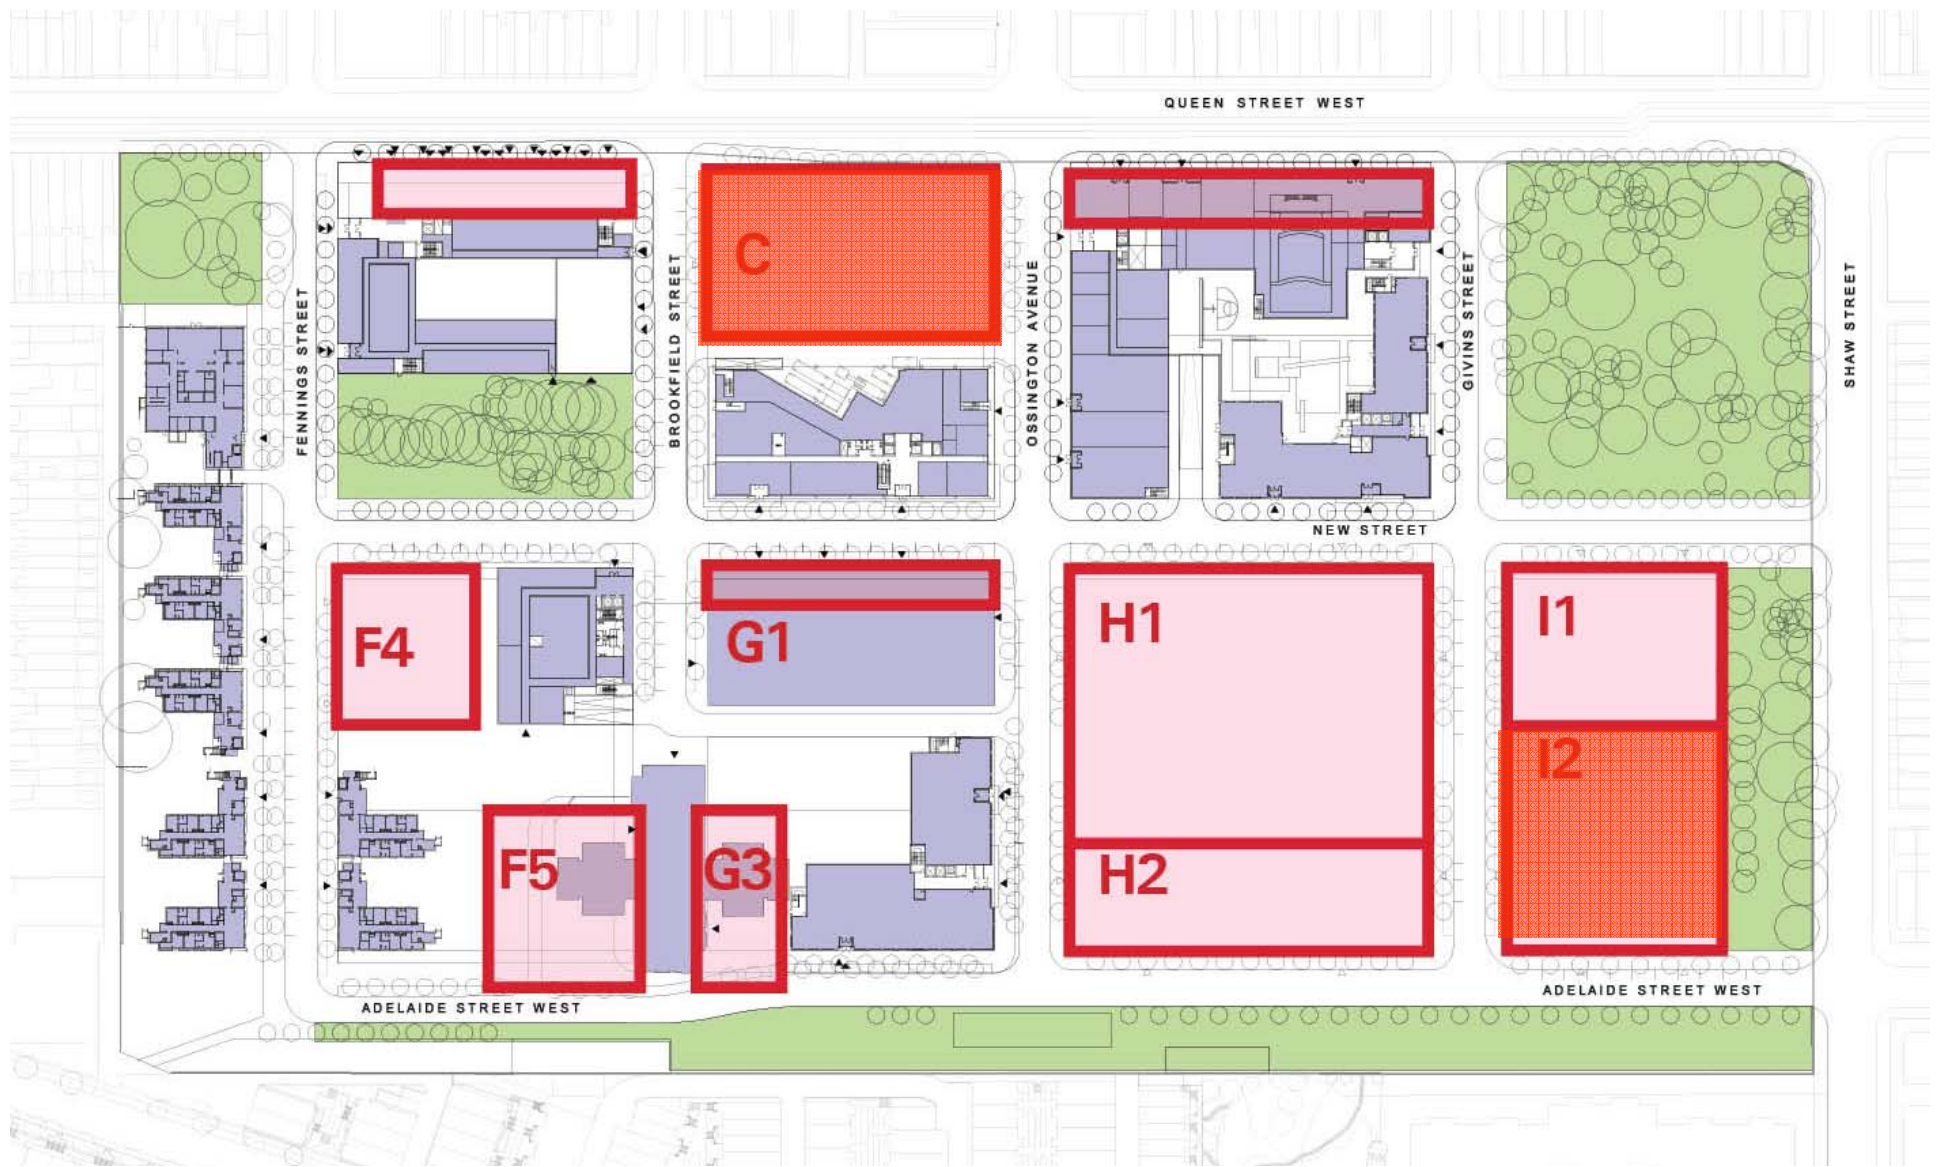 QUEEN STREET WEST
C
FENNINGS STREET
BROOKFIELD STREET
OSSINGTON AVENUE
GIVINS STREET
SHAW STREET
NEW STREET
F4
G1
H1
I1
I2
F5
G3
H2
ADELAIDE STREET WEST
ADELAIDE STREET WEST